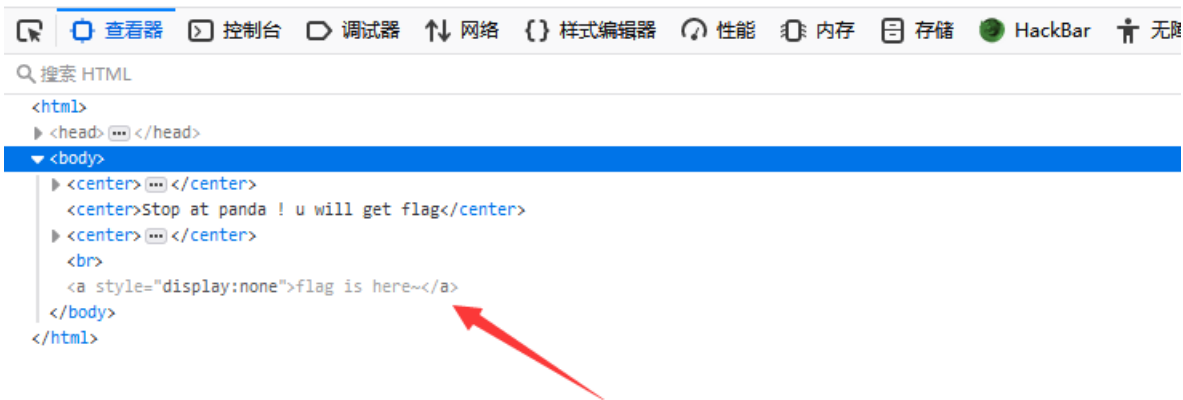 查看器 控制台 调试器 网络 {} 样式编辑器 性能 内存 存储 HackBar
搜索 HTML
<html>
<head>···</head>
<body>
<center>···</center>
<center>Stop at panda ! u will get flag</center>
<center>···</center>
<br>
<a style="display:none">flag is here~</a>
</body>
</html>